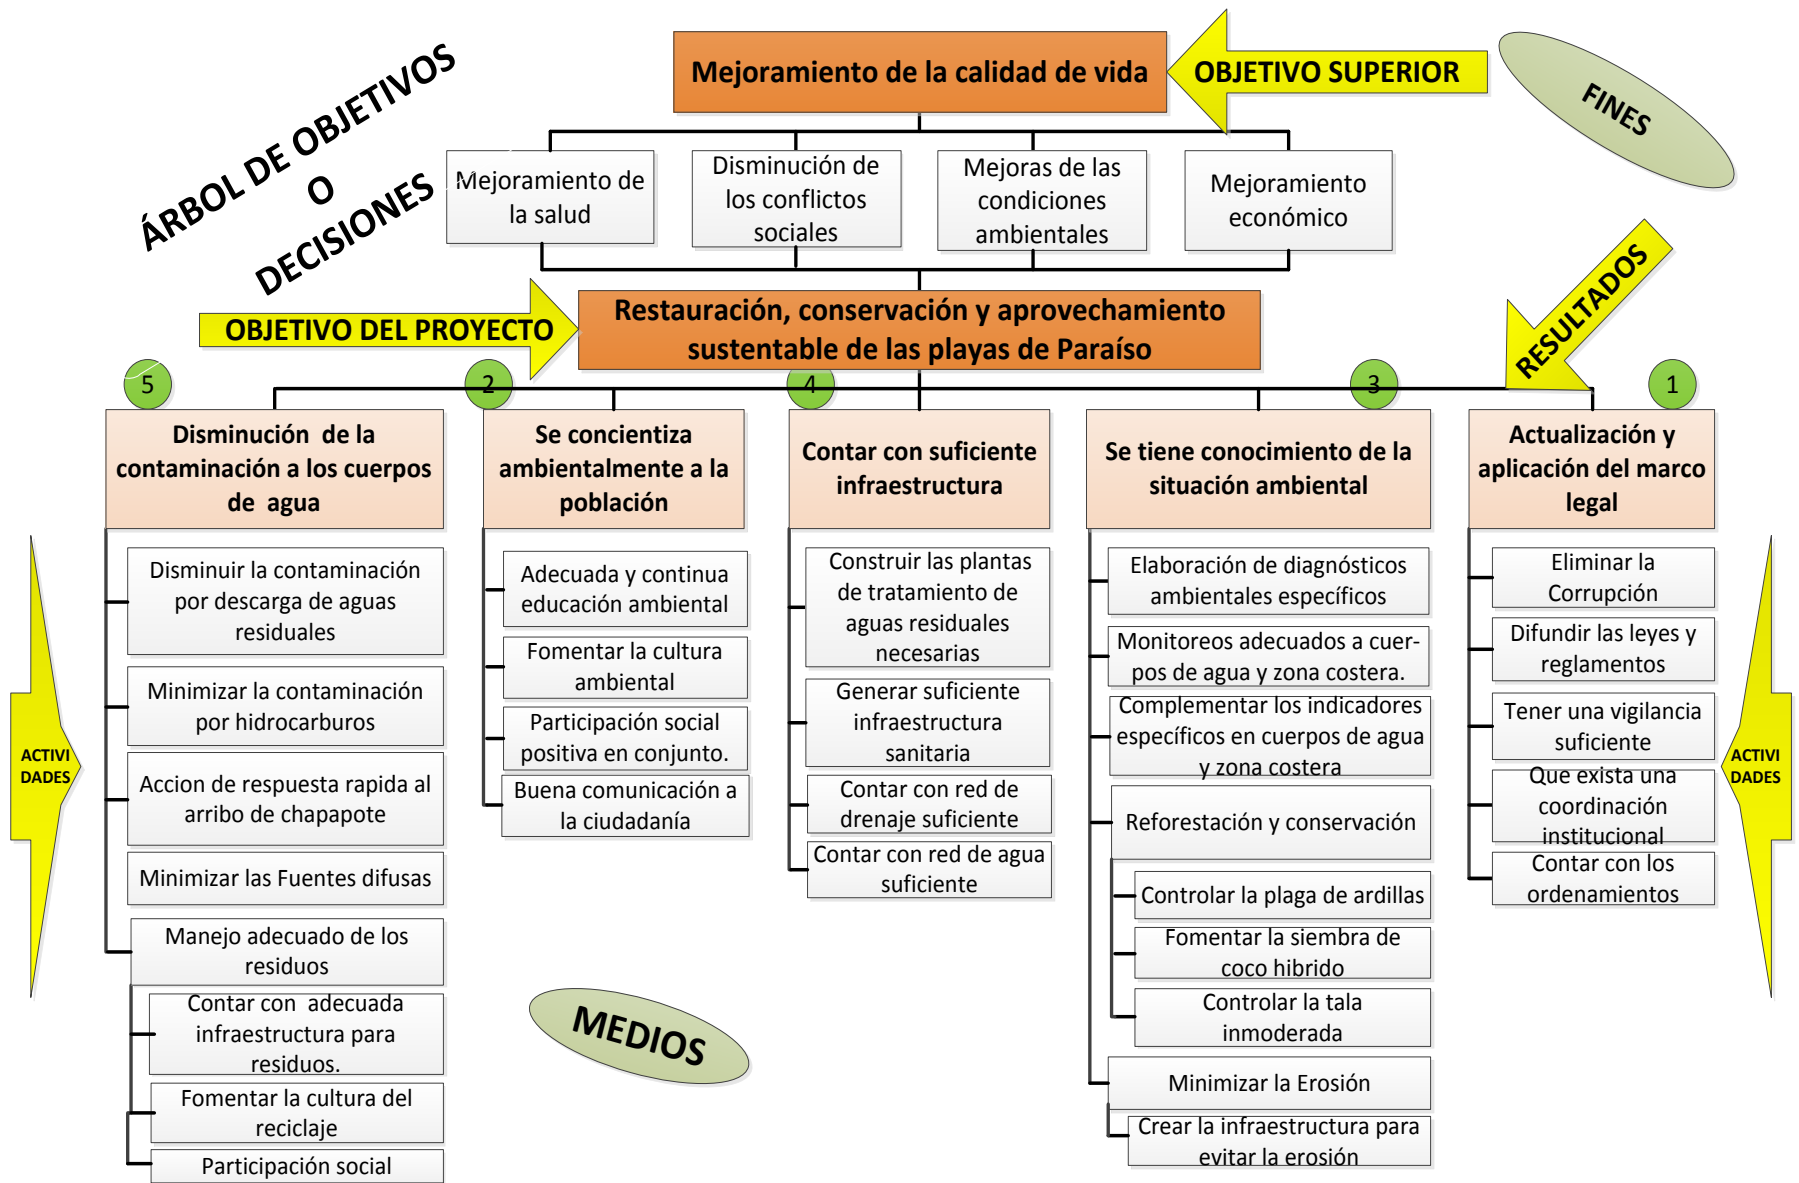 ÁRBOL DE OBJETIVOS
O
DECISIONES
Mejoramiento de la calidad de vida
OBJETIVO SUPERIOR
FINES
Mejoramiento de
la salud
Disminución de
los conflictos
sociales
Mejoras de las
condiciones
ambientales
Mejoramiento
económico
OBJETIVO DEL PROYECTO
Restauración, conservación y aprovechamiento
sustentable de las playas de Paraíso
RESULTADOS
5
2
4
3
1
Disminución  de la
contaminación a los cuerpos
de  agua
Disminuir la contaminación
por descarga de aguas
residuales
Minimizar la contaminación
por hidrocarburos
Accion de respuesta rapida al
arribo de chapapote
Minimizar las Fuentes difusas
Manejo adecuado de los
residuos
Contar con  adecuada
infraestructura para
residuos.
Fomentar la cultura del
reciclaje
Participación social
Se concientiza
ambientalmente a la
población
Adecuada y continua
educación ambiental
Fomentar la cultura
ambiental
Participación social
positiva en conjunto.
Buena comunicación a
la ciudadanía
Contar con suficiente
infraestructura
Construir las plantas
de tratamiento de
aguas residuales
necesarias
Generar suficiente
infraestructura
sanitaria
Contar con red de
drenaje suficiente
Contar con red de agua
suficiente
Se tiene conocimiento de la
situación ambiental
Elaboración de diagnósticos
ambientales específicos
Monitoreos adecuados a cuer-
pos de agua y zona costera.
Complementar los indicadores
específicos en cuerpos de agua
y zona costera
Reforestación y conservación
Controlar la plaga de ardillas
Fomentar la siembra de
coco hibrido
Controlar la tala
inmoderada
Minimizar la Erosión
Crear la infraestructura para
evitar la erosión
Actualización y
aplicación del marco
legal
Eliminar la
Corrupción
Difundir las leyes y
reglamentos
Tener una vigilancia
suficiente
Que exista una
coordinación
institucional
Contar con los
ordenamientos
ACTIVI
DADES
ACTIVI
DADES
MEDIOS